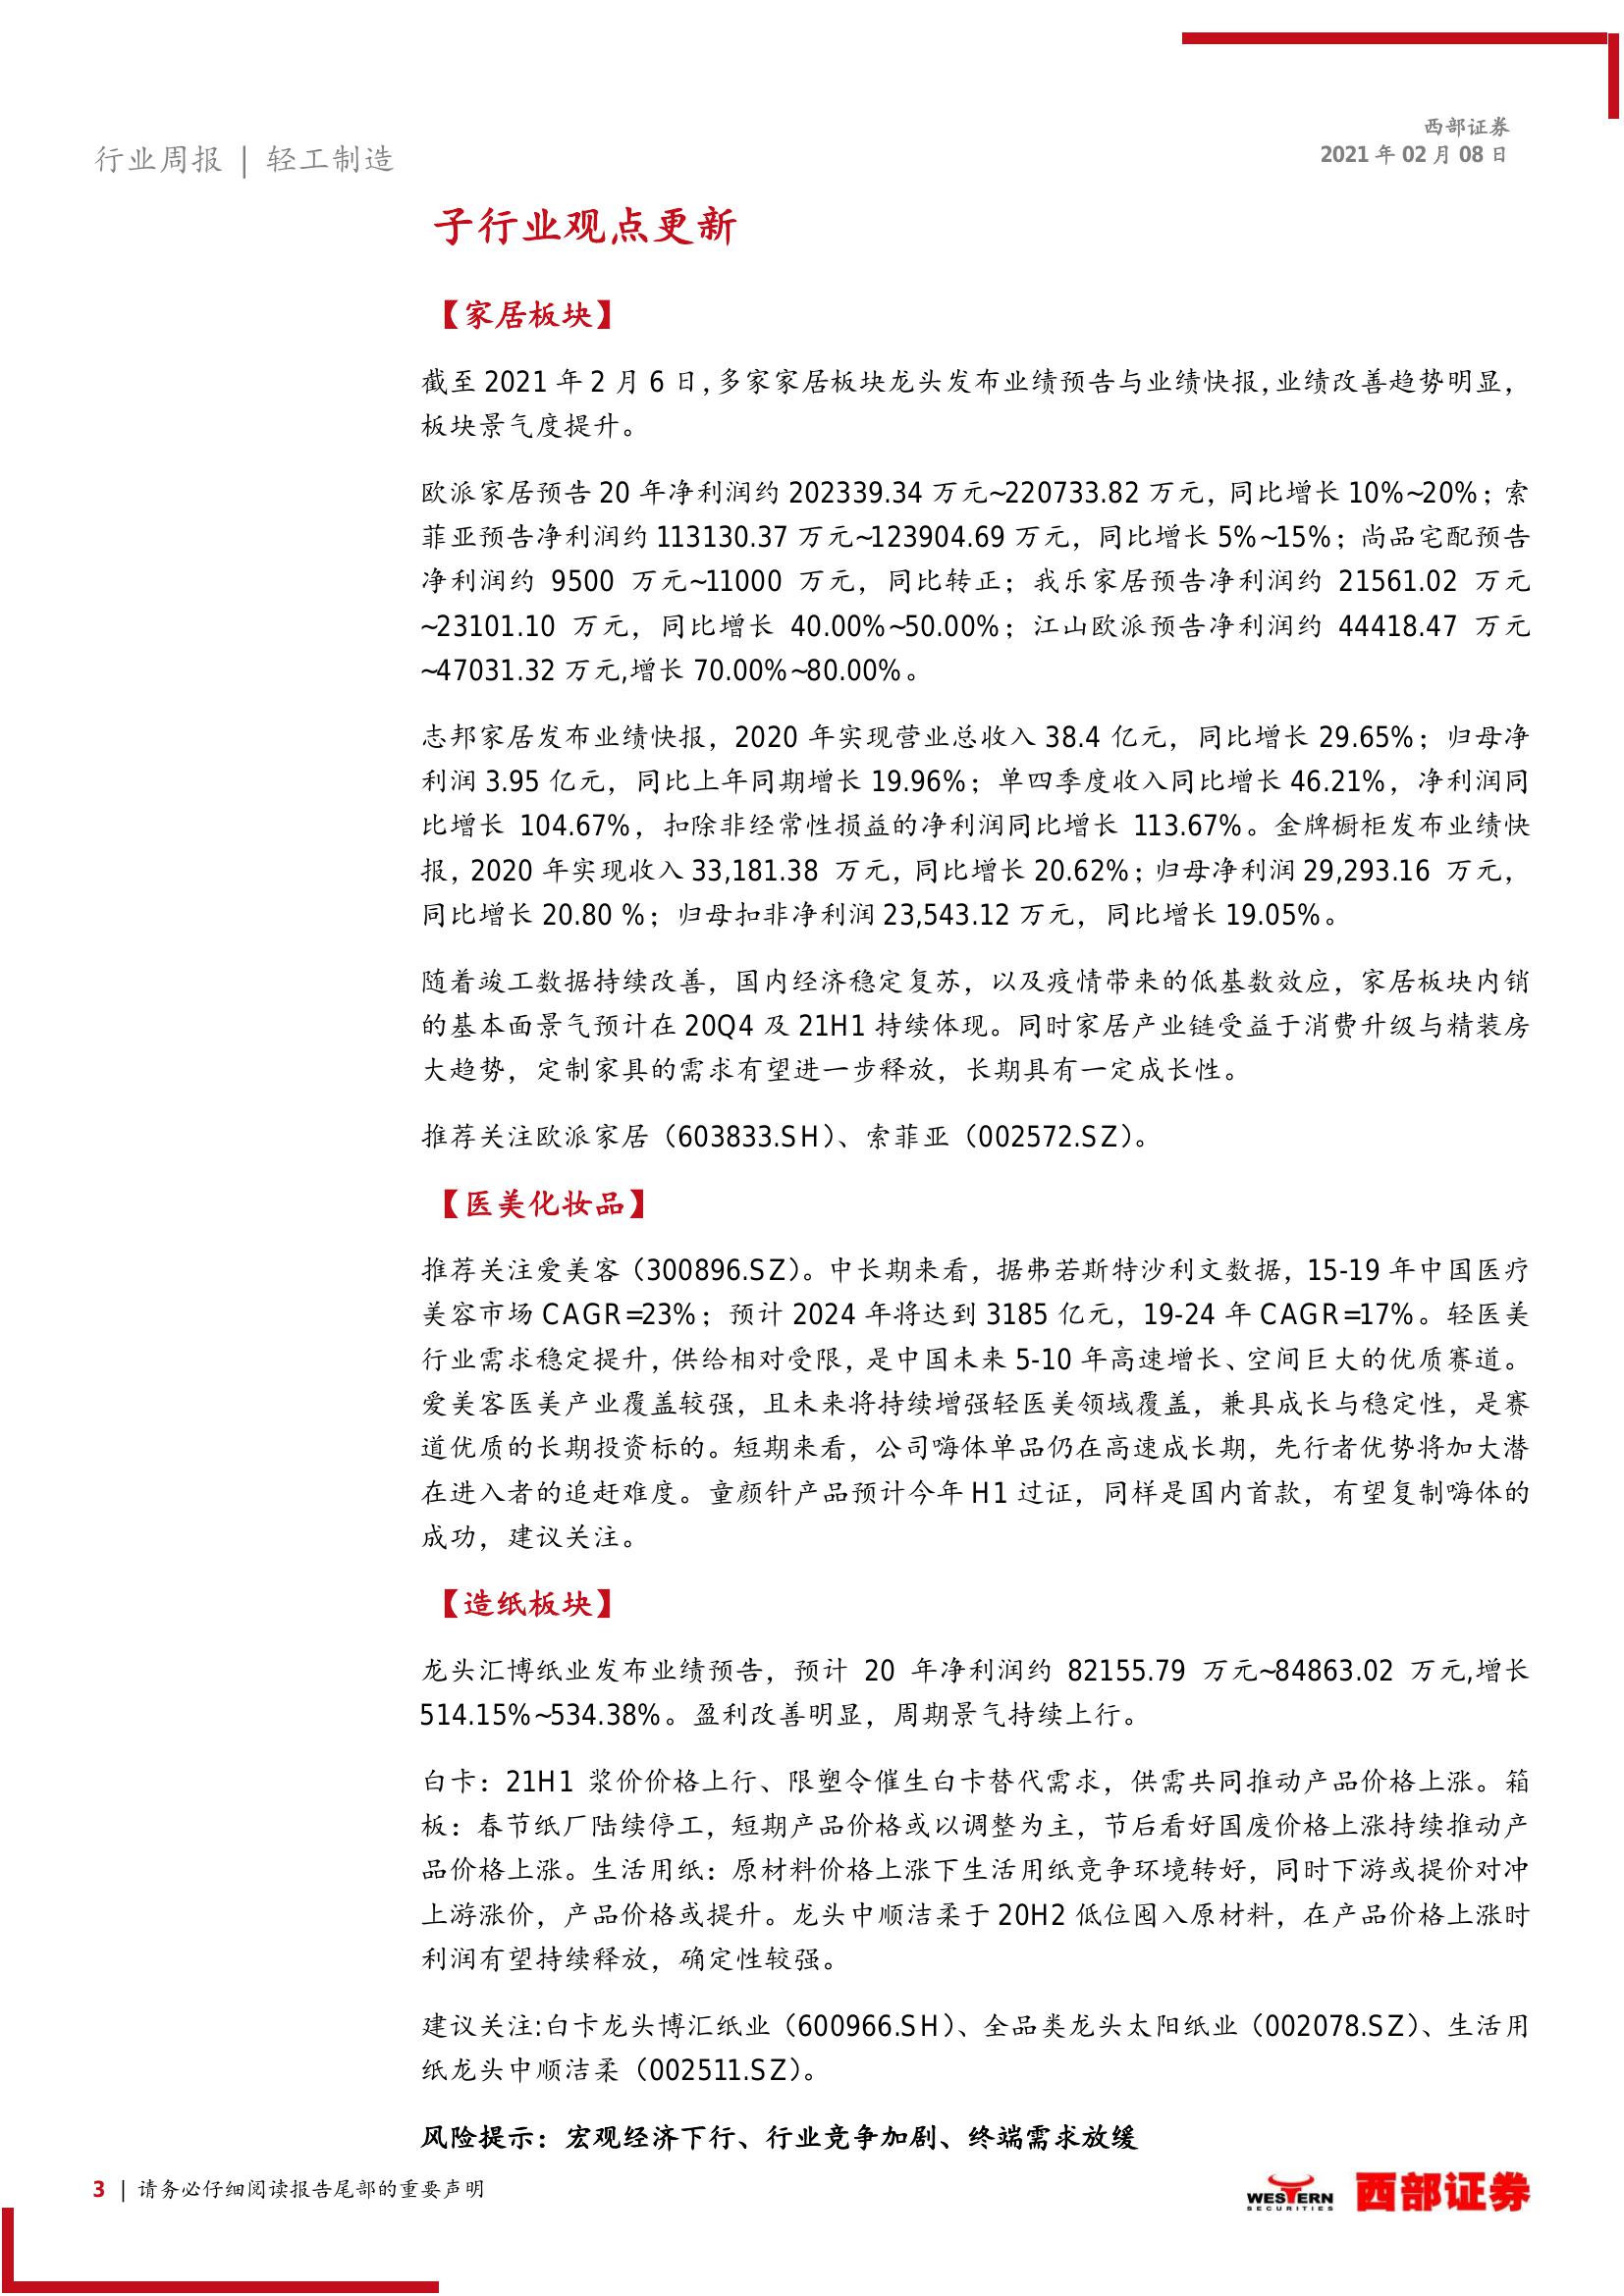 西部证券
2021 年 02 月 08 日
行业周报 | 轻工制造
子行业观点更新
【家居板块】
截至 2021 年 2 月 6 日,多家家居板块龙头发布业绩预告与业绩快报,业绩改善趋势明显，
板块景气度提升。
欧派家居预告 20 年净利润约 202339.34 万元~220733.82 万元，同比增长 10%~20%；索
菲亚预告净利润约 113130.37 万元~123904.69 万元，同比增长 5%~15%；尚品宅配预告
净利润约 9500 万元~11000 万元，同比转正；我乐家居预告净利润约 21561.02 万元
~23101.10 万元，同比增长 40.00%~50.00%；江山欧派预告净利润约 44418.47 万元
~47031.32 万元,增长 70.00%~80.00%。
志邦家居发布业绩快报，2020 年实现营业总收入 38.4 亿元，同比增长 29.65%；归母净
利润 3.95 亿元，同比上年同期增长 19.96%；单四季度收入同比增长 46.21%，净利润同
比增长 104.67%，扣除非经常性损益的净利润同比增长 113.67%。金牌橱柜发布业绩快
报，2020 年实现收入 33,181.38 万元，同比增长 20.62%；归母净利润 29,293.16 万元，
同比增长 20.80 %；归母扣非净利润 23,543.12 万元，同比增长 19.05%。
随着竣工数据持续改善，国内经济稳定复苏，以及疫情带来的低基数效应，家居板块内销
的基本面景气预计在 20Q4 及 21H1 持续体现。同时家居产业链受益于消费升级与精装房
大趋势，定制家具的需求有望进一步释放，长期具有一定成长性。
推荐关注欧派家居（603833.SH）、索菲亚（002572.SZ）。
【医美化妆品】
推荐关注爱美客（300896.SZ）。中长期来看，据弗若斯特沙利文数据，15-19 年中国医疗
美容市场 CAGR=23%；预计 2024 年将达到 3185 亿元，19-24 年 CAGR=17%。轻医美
行业需求稳定提升，供给相对受限，是中国未来 5-10 年高速增长、空间巨大的优质赛道。
爱美客医美产业覆盖较强，且未来将持续增强轻医美领域覆盖，兼具成长与稳定性，是赛
道优质的长期投资标的。短期来看，公司嗨体单品仍在高速成长期，先行者优势将加大潜
在进入者的追赶难度。童颜针产品预计今年 H1 过证，同样是国内首款，有望复制嗨体的
成功，建议关注。
【造纸板块】
龙头汇博纸业发布业绩预告，预计 20 年净利润约 82155.79 万元~84863.02 万元,增长
514.15%~534.38%。盈利改善明显，周期景气持续上行。
白卡：21H1 浆价价格上行、限塑令催生白卡替代需求，供需共同推动产品价格上涨。箱
板：春节纸厂陆续停工，短期产品价格或以调整为主，节后看好国废价格上涨持续推动产
品价格上涨。生活用纸：原材料价格上涨下生活用纸竞争环境转好，同时下游或提价对冲
上游涨价，产品价格或提升。龙头中顺洁柔于 20H2 低位囤入原材料，在产品价格上涨时
利润有望持续释放，确定性较强。
建议关注:白卡龙头博汇纸业（600966.SH）、全品类龙头太阳纸业（002078.SZ）、生活用
纸龙头中顺洁柔（002511.SZ）。
风险提示：宏观经济下行、行业竞争加剧、终端需求放缓
3 | 请务必仔细阅读报告尾部的重要声明
WESTERN
SECURITIES
西部证券